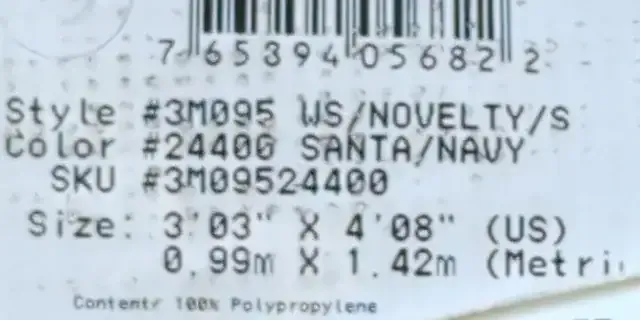 7 65394 05682 2
Style #3M095 WS/NOVELTY/S
Color #24400 SANTA/NAVY
SKU #3M09524400
Size: 3'03" X 4'08" (US)
0.99m X 1.42m (Metri
Content: 100% Polypropylene